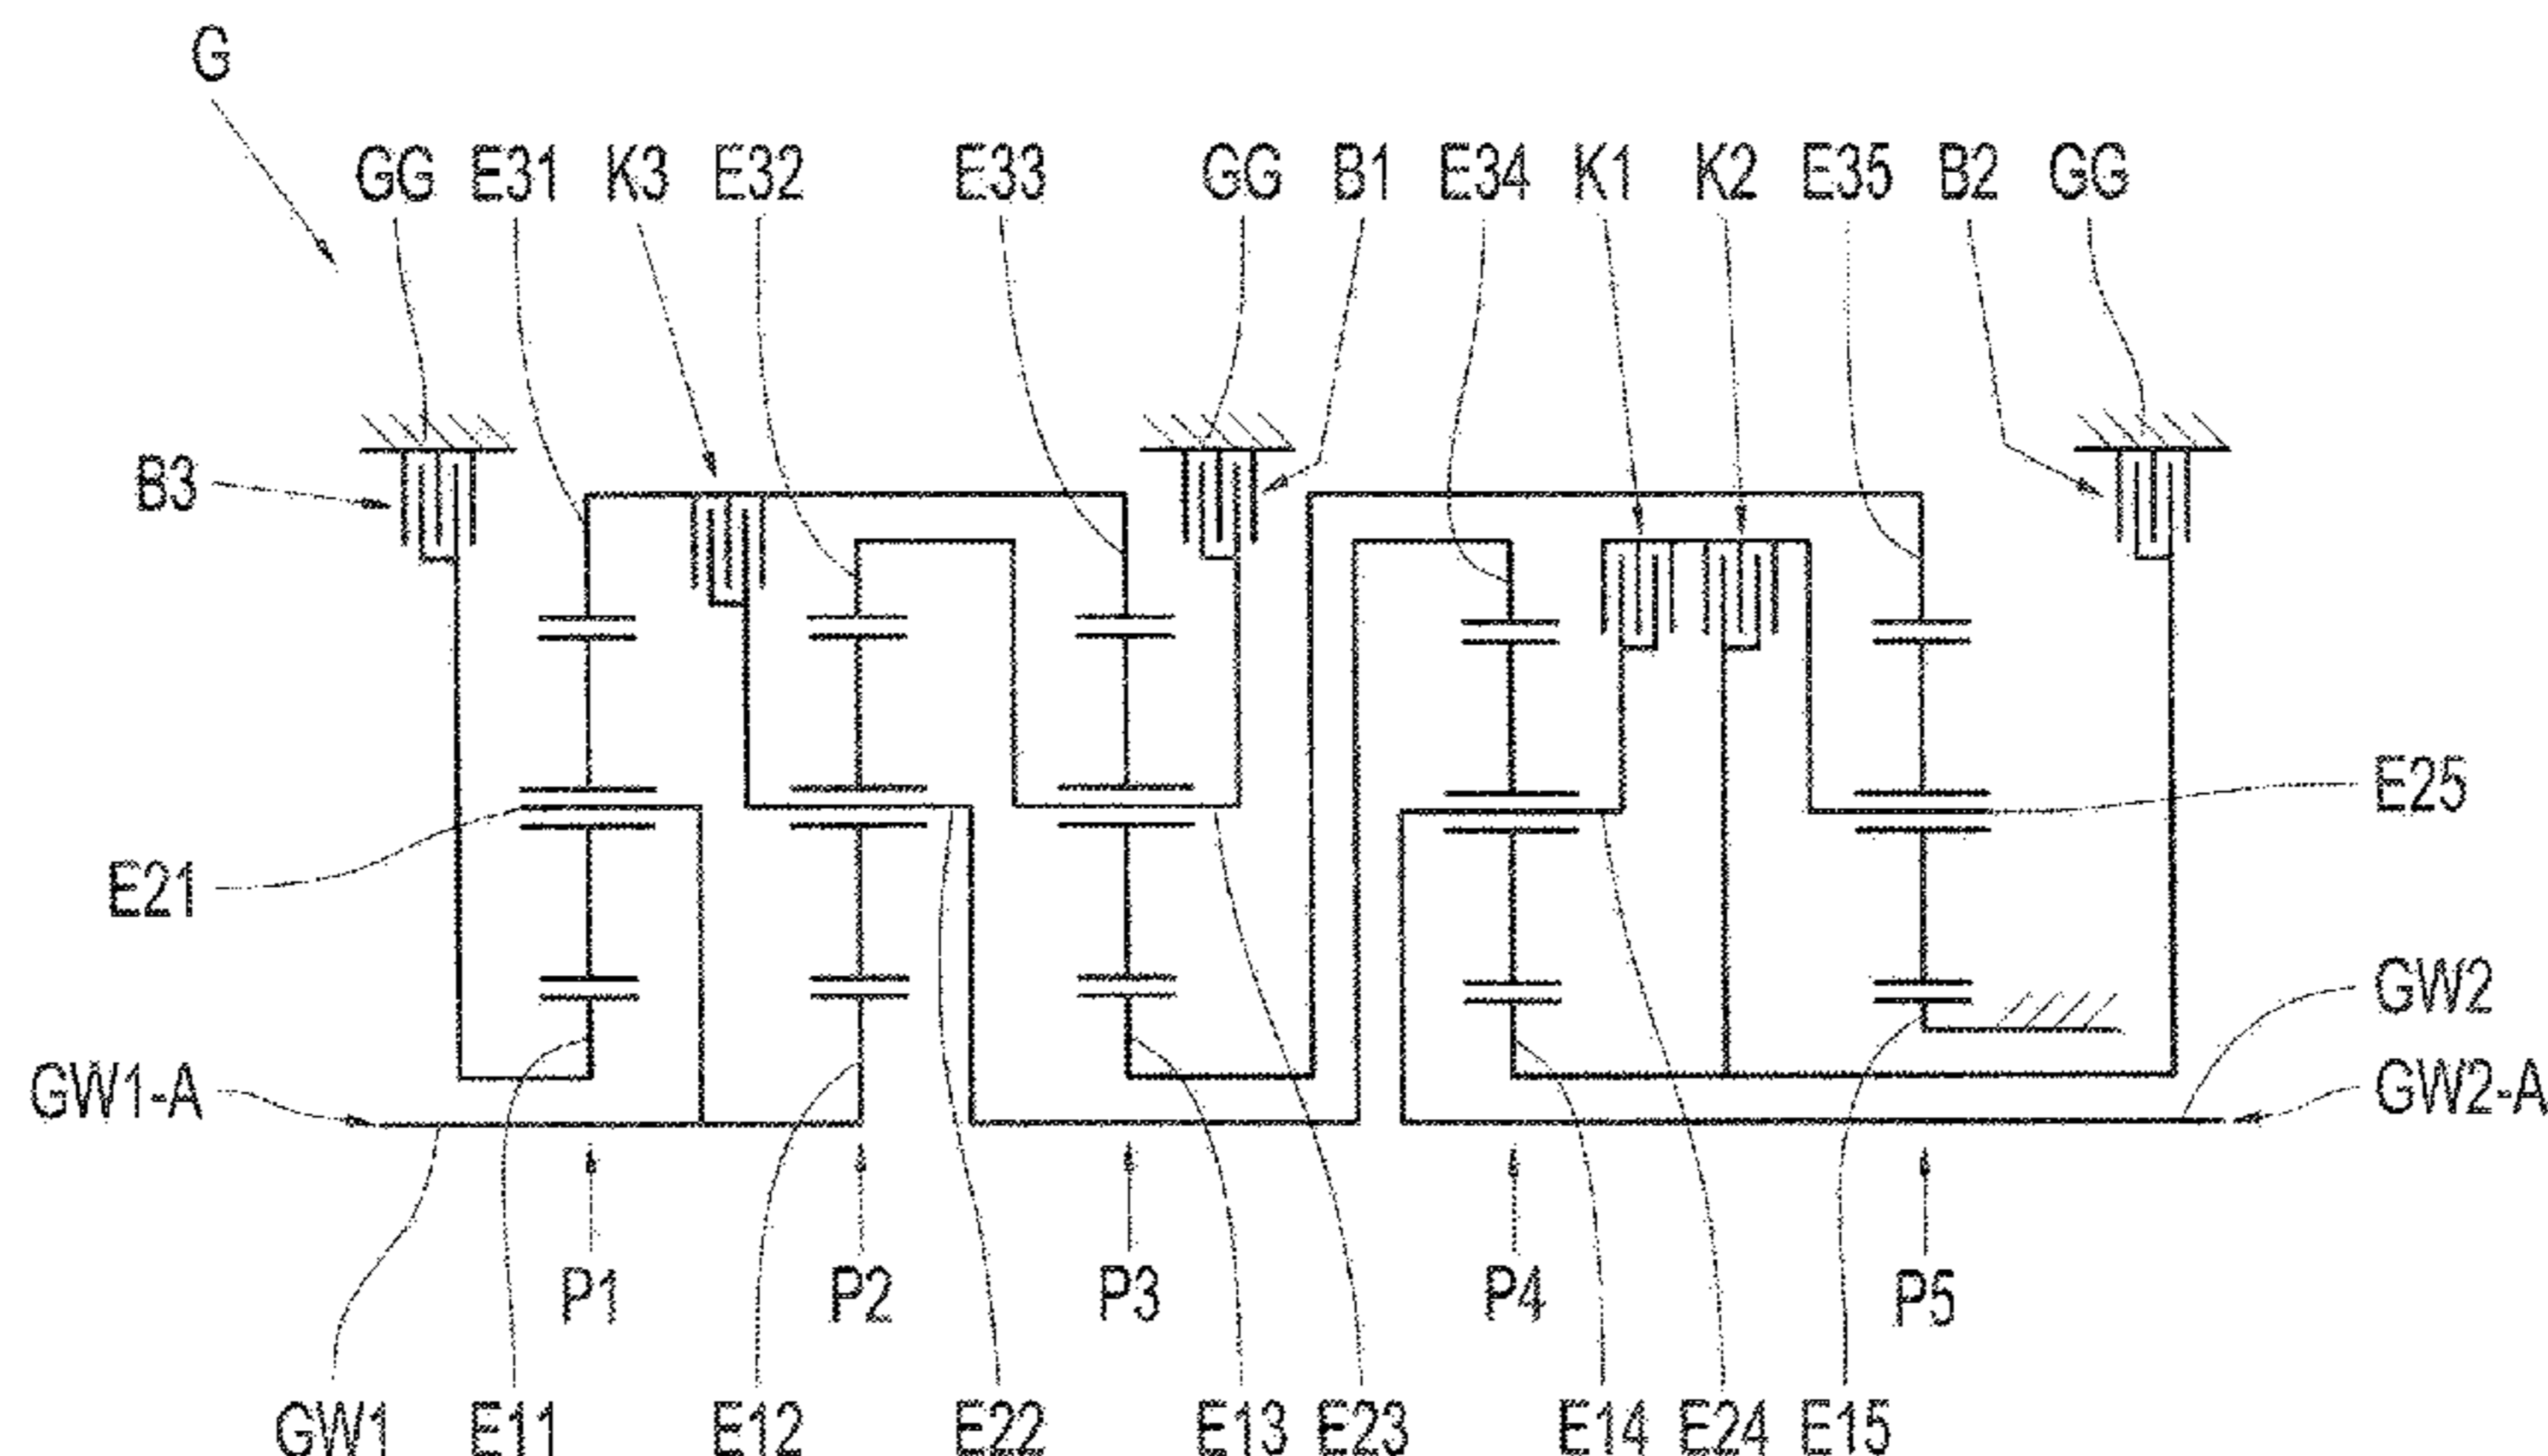 G
GG E31 K3 E32 E33 GG B1 E34 K1 K2 E35 B2 GG
B3
E25
E21
GW2
GW1-A GW2-A
P1 P2 P3 P4 P5
GW1 E11 E12 E22 E13 E23 E14 E24 E15